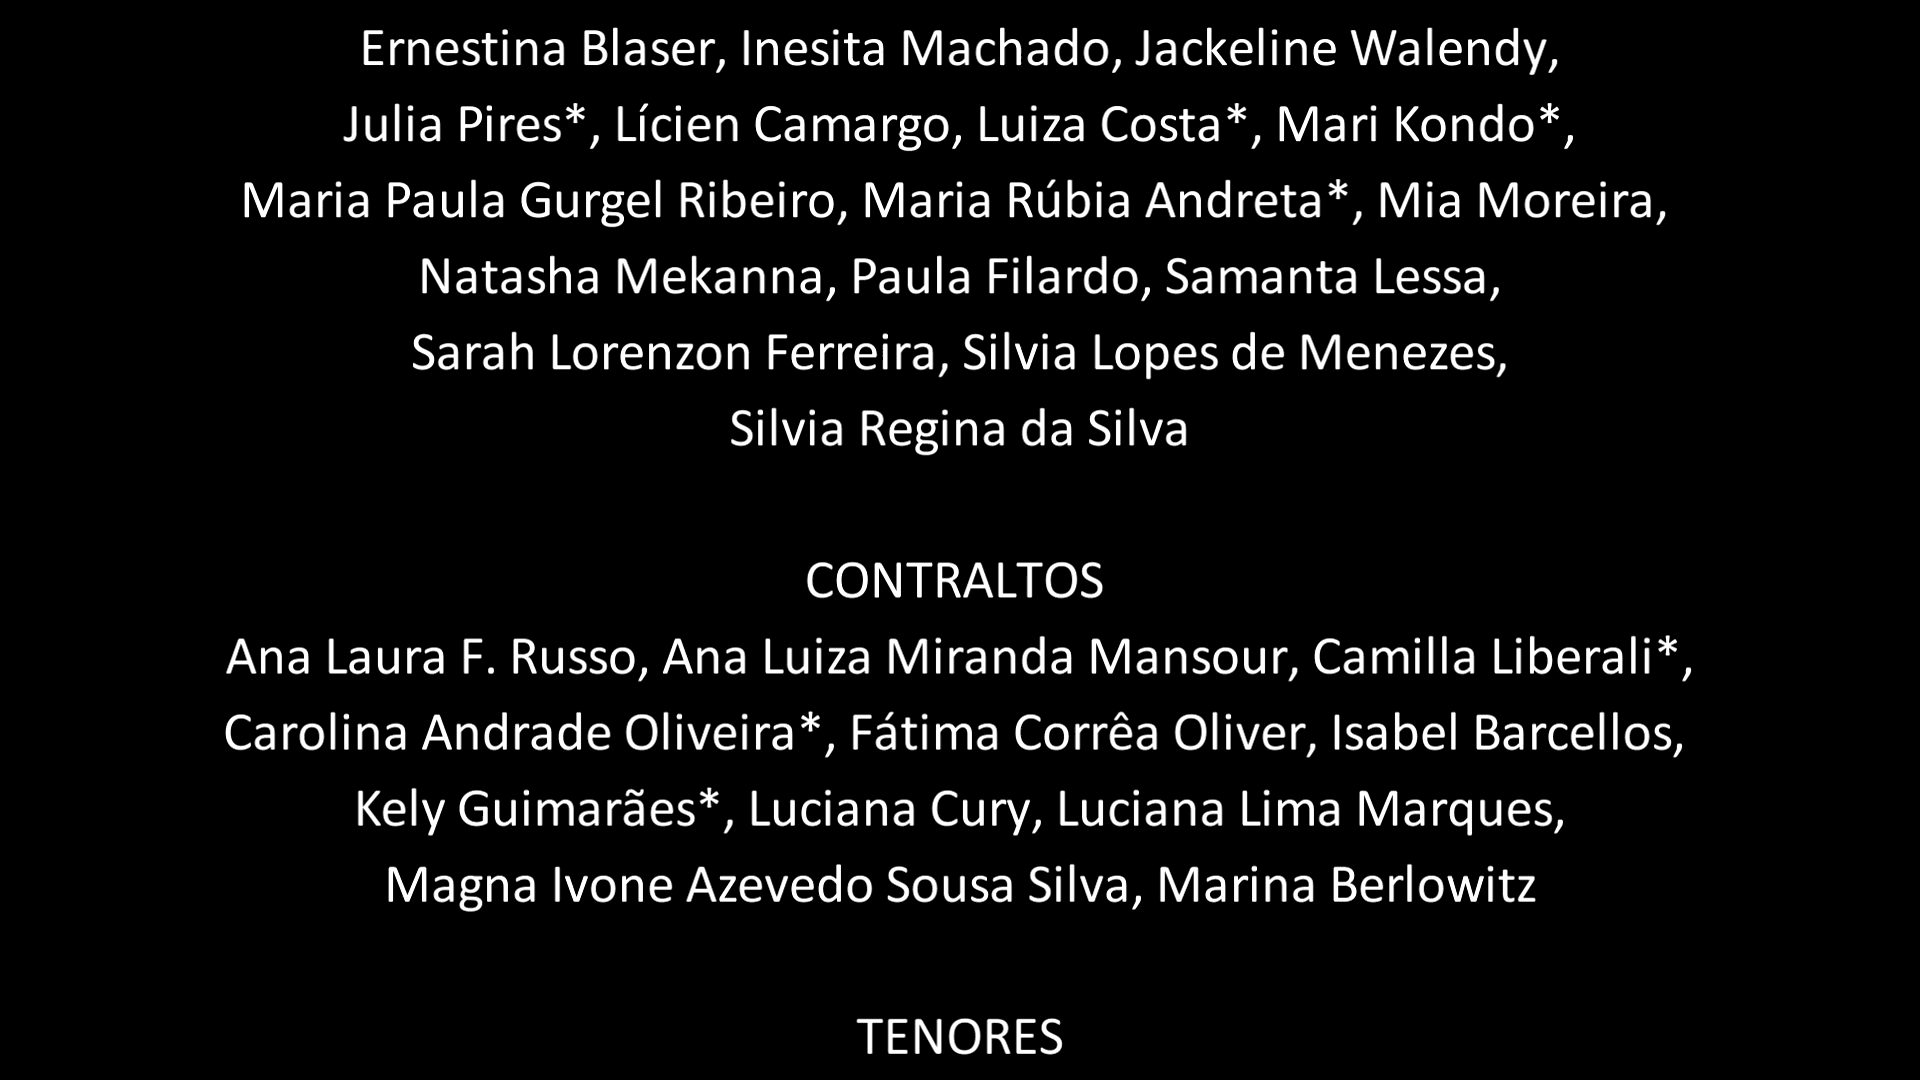 Ernestina Blaser, Inesita Machado, Jackeline Walendy,
Julia Pires*, Lícien Camargo, Luiza Costa*, Mari Kondo*,
Maria Paula Gurgel Ribeiro, Maria Rúbia Andreta*, Mia Moreira,
Natasha Mekanna, Paula Filardo, Samanta Lessa,
Sarah Lorenzon Ferreira, Silvia Lopes de Menezes,
Silvia Regina da Silva
CONTRALTOS
Ana Laura F. Russo, Ana Luiza Miranda Mansour, Camilla Liberali*,
Carolina Andrade Oliveira*, Fátima Corrêa Oliver, Isabel Barcellos,
Kely Guimarães*, Luciana Cury, Luciana Lima Marques,
Magna Ivone Azevedo Sousa Silva, Marina Berlowitz
TENORES